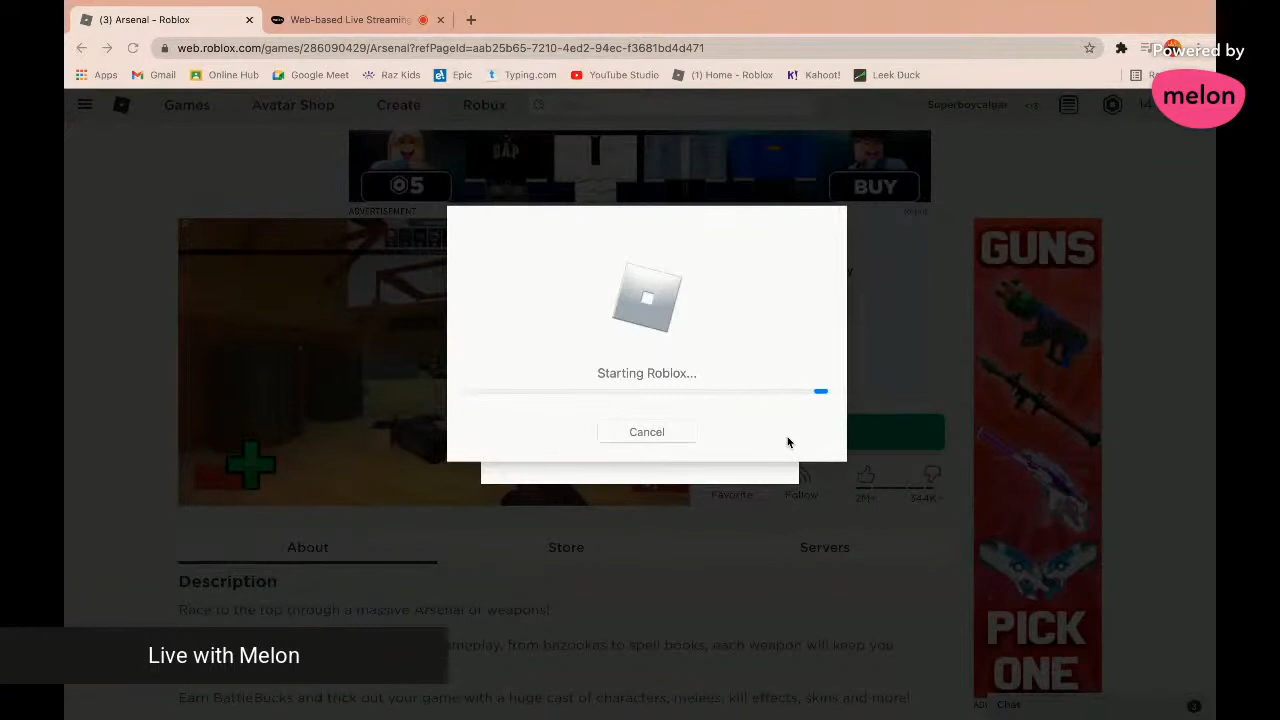 (3) Arsenal - Roblox
Web-based Live Streaming
web.roblox.com/games/286090429/Arsenal?refPageId=aab25b65-7210-4ed2-94ec-f3681bd4d471
Powered by
melon
Apps
Gmail
Online Hub
Google Meet
Raz Kids
Epic
Typing.com
YouTube Studio
(1) Home - Roblox
Kahoot!
Leek Duck
Games
Avatar Shop
Create
Robux
5
BUY
ADVERTISEMENT
Report
GUNS
Starting Roblox...
Cancel
Favorite
Follow
2M+
344K+
About
Store
Servers
Description
Race to the top through a massive Arsenal of weapons!
gameplay, from bazookas to spell books, each weapon will keep you
Live with Melon
Earn BattleBucks and trick out your game with a huge cast of characters, melees, kill effects, skins and more!
PICK
ONE
Chat